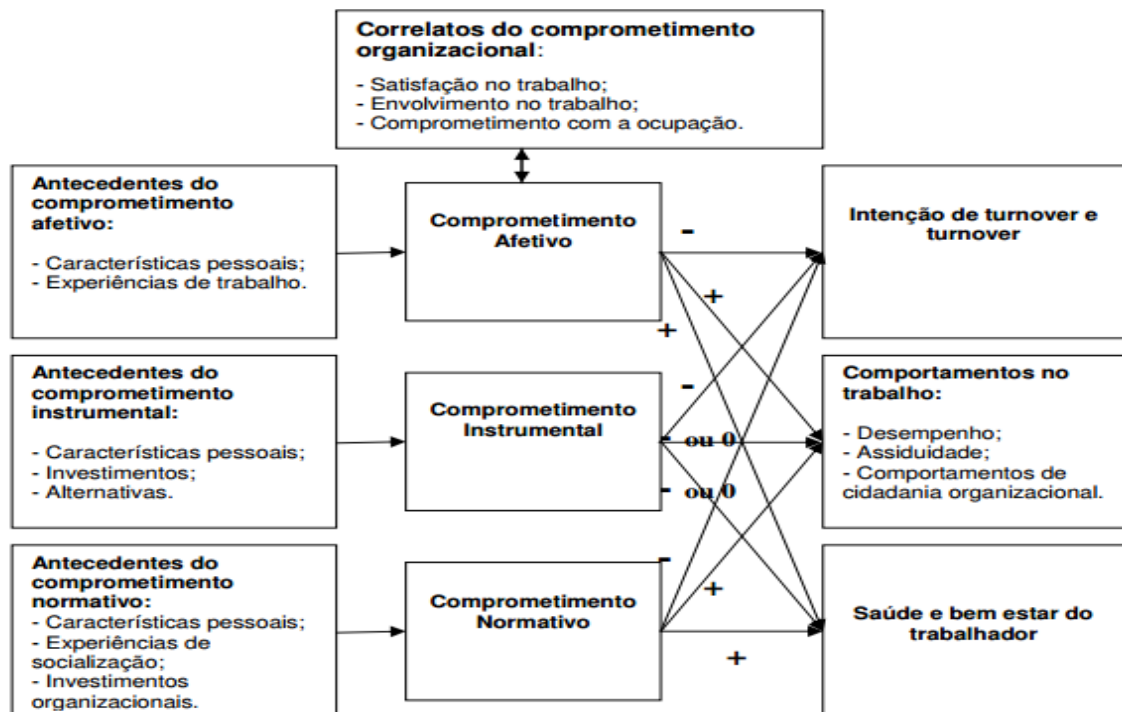 Correlatos do comprometimento
organizacional:
- Satisfação no trabalho;
- Envolvimento no trabalho;
- Comprometimento com a ocupação.
Antecedentes do
comprometimento
afetivo:
- Características pessoais;
- Experiências de trabalho.
Comprometimento
Afetivo
Intenção de turnover e
turnover
-
+
+
Antecedentes do
comprometimento
instrumental:
- Características pessoais;
- Investimentos;
- Alternativas.
Comprometimento
Instrumental
-
- ou 0
- ou 0
Comportamentos no
trabalho:
- Desempenho;
- Assiduidade;
- Comportamentos de
cidadania organizacional.
Antecedentes do
comprometimento
normativo:
- Características pessoais;
- Experiências de
socialização;
- Investimentos
organizacionais.
Comprometimento
Normativo
-
+
+
Saúde e bem estar do
trabalhador